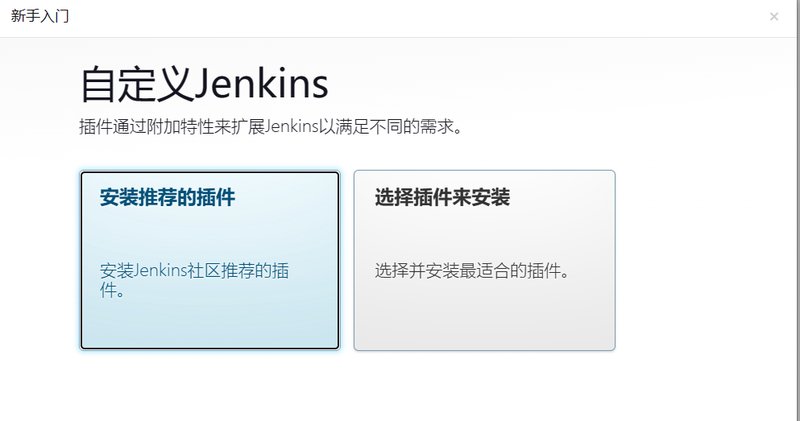 新手入门
自定义Jenkins
插件通过附加特性来扩展Jenkins以满足不同的需求。
安装推荐的插件
安装Jenkins社区推荐的插
件。
选择插件来安装
选择并安装最适合的插件。